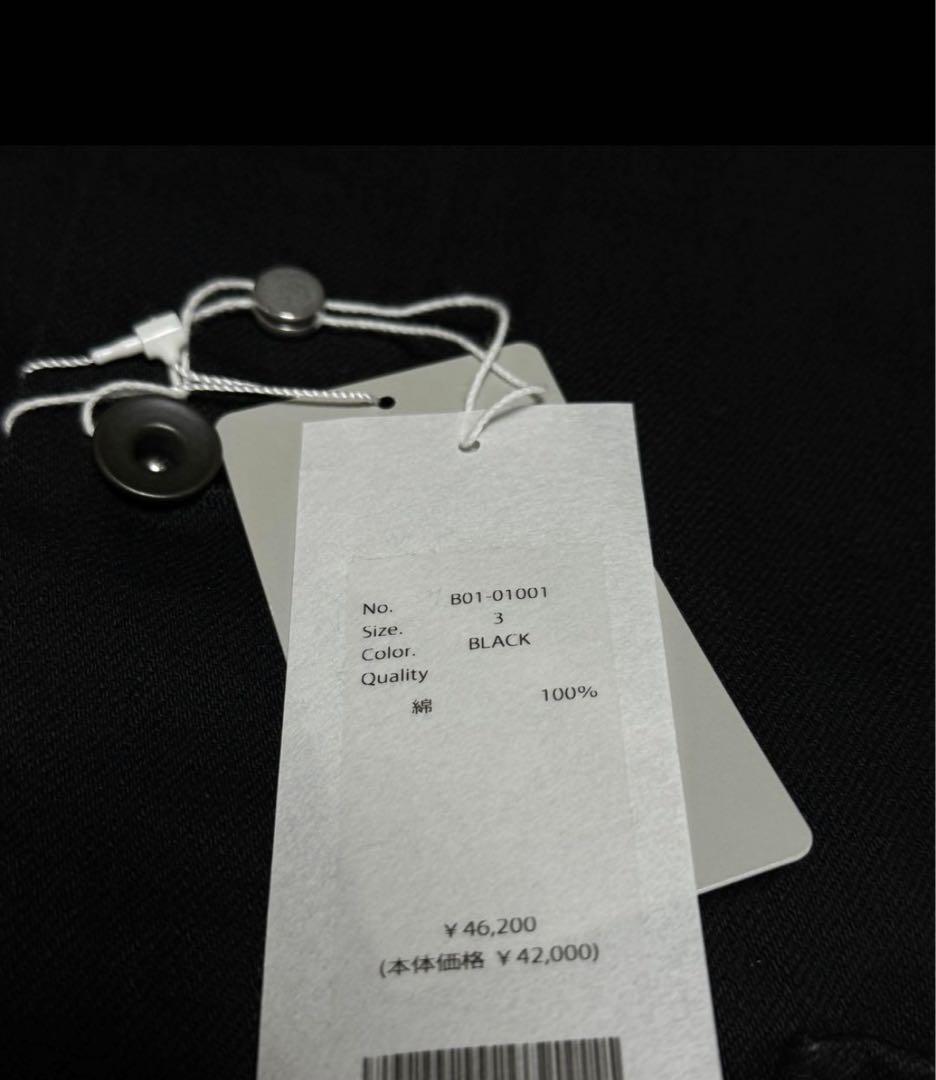 No. B01-01001
Size. 3
Color. BLACK
Quality
綿 100%
¥46,200
(本体価格 ¥42,000)